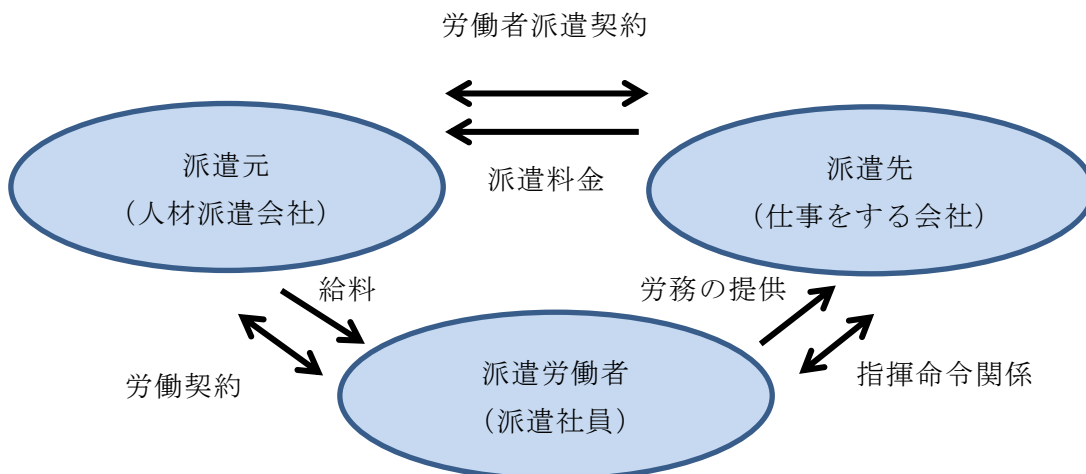 労働者派遣契約
派遣元
(人材派遣会社)
派遣料金
派遣先
(仕事をする会社)
給料
労務の提供
労働契約
派遣労働者
(派遣社員)
指揮命令関係